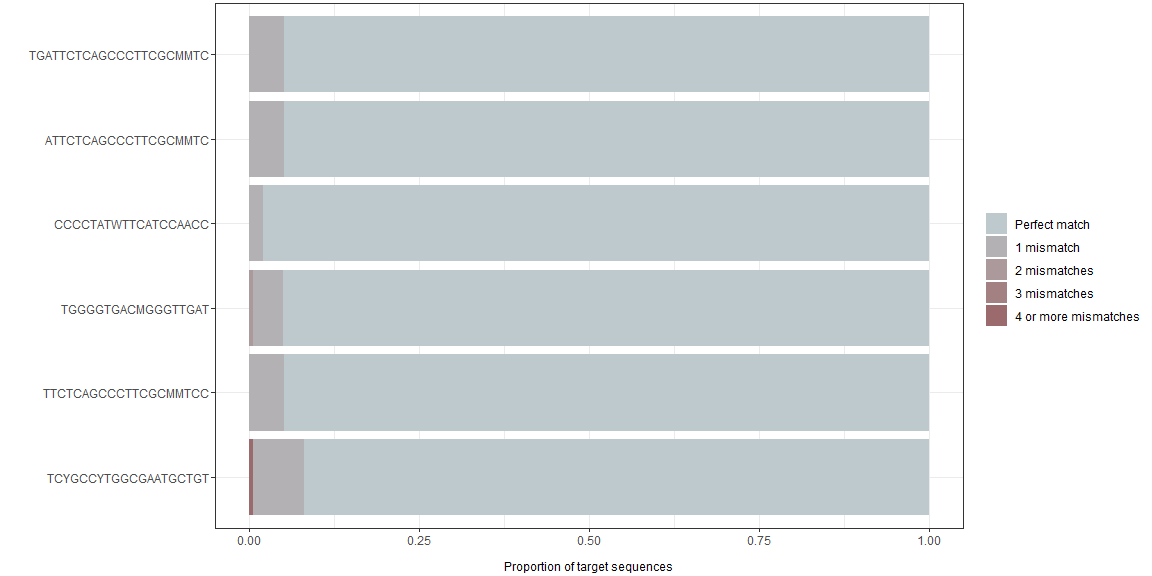 TGATTCTCAGCCCTTCGCMMTC
ATTCTCAGCCCTTCGCMMTC
CCCCTATWTTCATCCAACC
TGGGGTGACMGGGTTGAT
TTCTCAGCCCTTCGCMMTCC
TCYGCCYTGGCGAATGCTGT
0.00 0.25 0.50 0.75 1.00
Proportion of target sequences
Perfect match
1 mismatch
2 mismatches
3 mismatches
4 or more mismatches